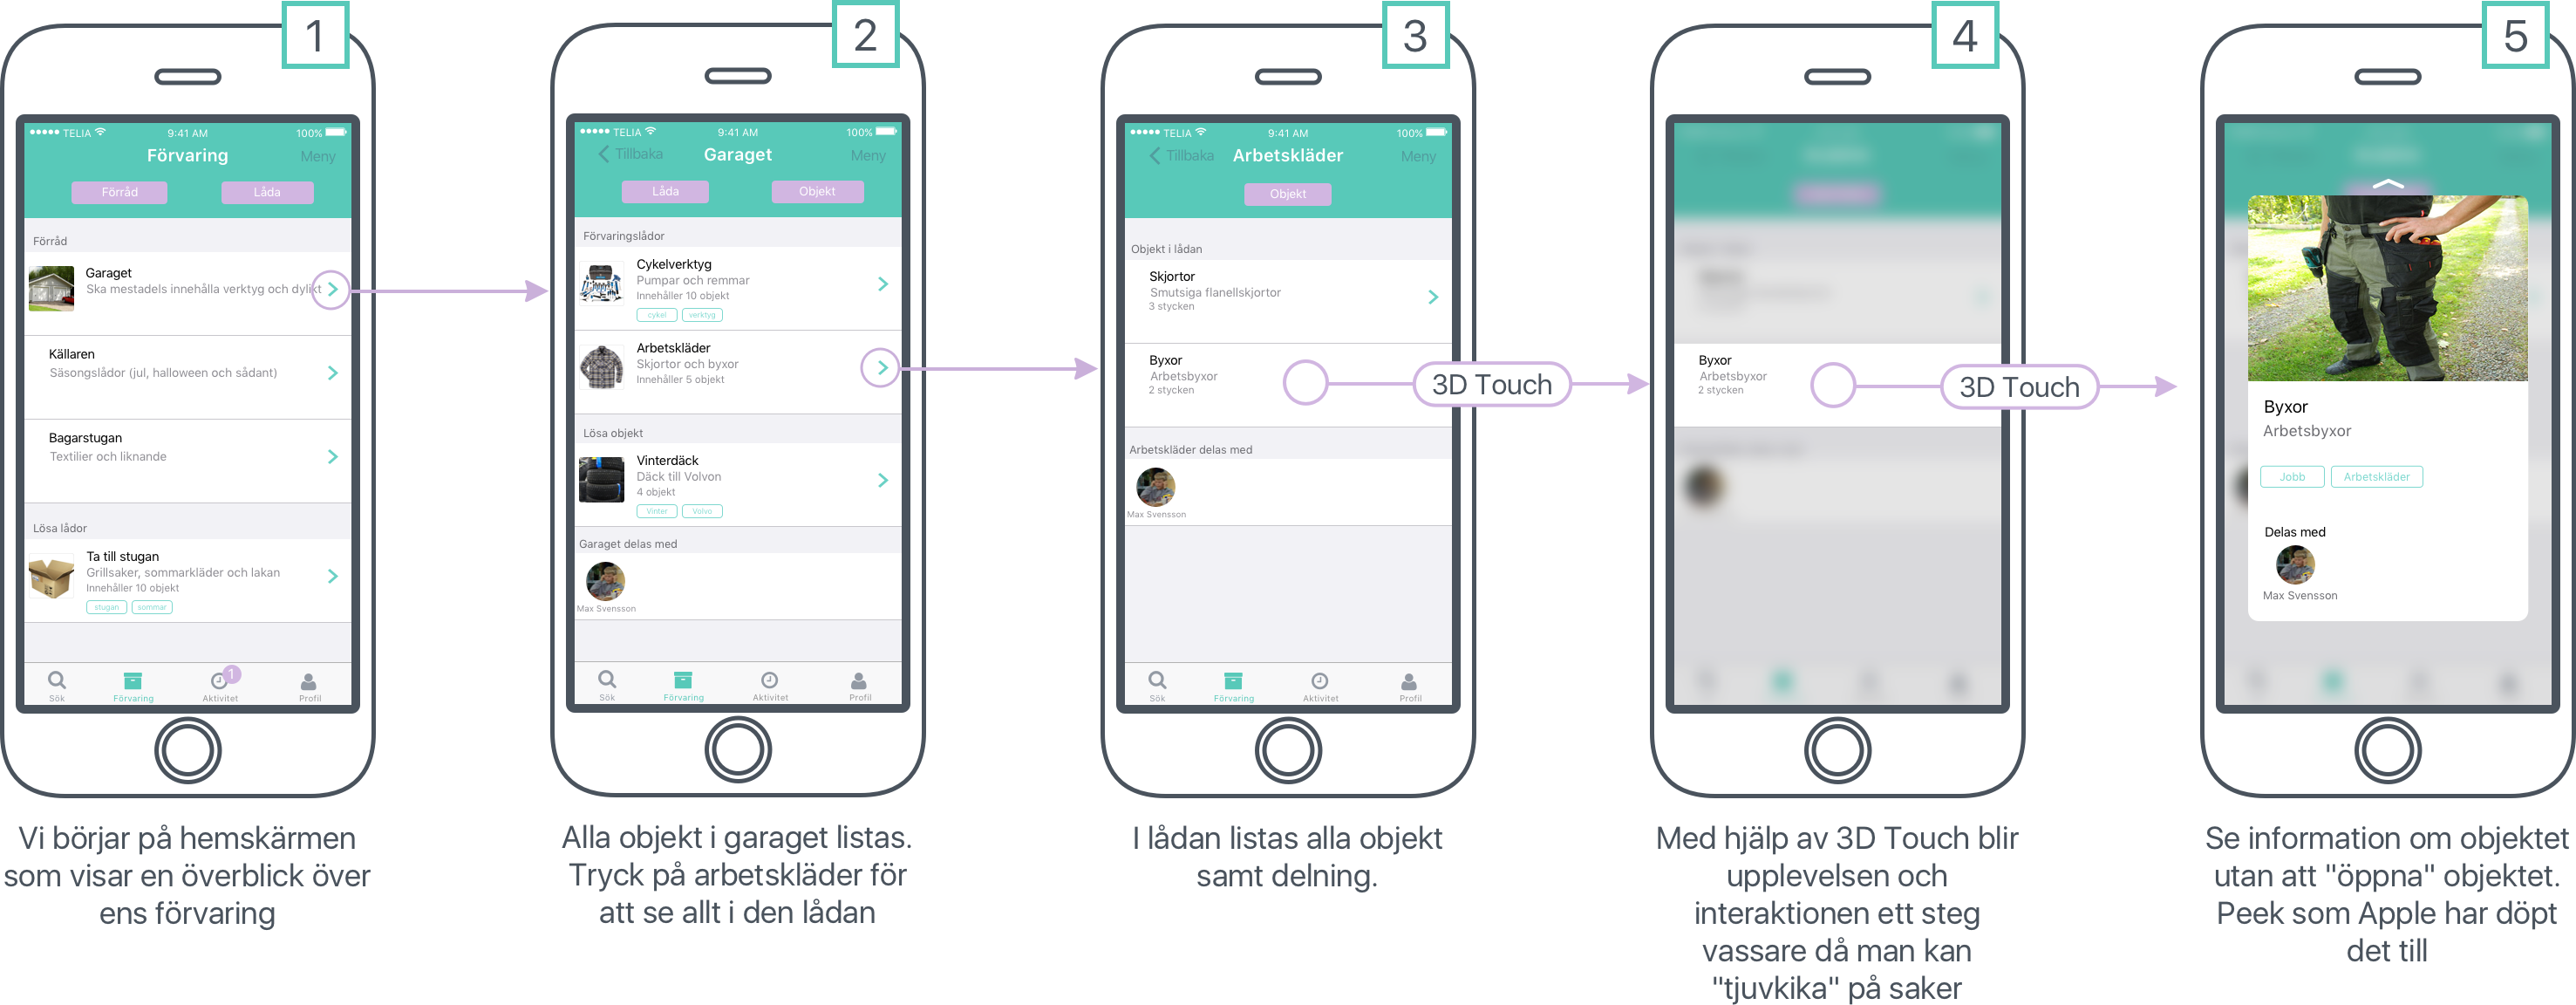 1
TELIA
9:41 AM
100%
Förvaring
Meny
Förråd
Låda
Förråd
Garaget
Ska mestadels innehålla verktyg och dylikt
Källaren
Säsongslådor (jul, halloween och sådant)
Bagarstugan
Textilier och liknande
Lösa lådor
Ta till stugan
Grillsaker, sommarkläder och lakan
Innehåller 10 objekt
stugan
sommar
Sök
Förvaring
1
Aktivitet
Profil
Vi börjar på hemskärmen
som visar en överblick över
ens förvaring
2
TELIA
9:41 AM
100%
Tillbaka
Garaget
Meny
Låda
Objekt
Förvaringslådor
Cykelverktyg
Pumpar och remmar
Innehåller 10 objekt
cykel
verktyg
Arbetskläder
Skjortor och byxor
Innehåller 5 objekt
Lösa objekt
Vinterdäck
Däck till Volvon
4 objekt
Vinter
Volvo
Garaget delas med
Max Svensson
Sök
Förvaring
Aktivitet
Profil
Alla objekt i garaget listas.
Tryck på arbetskläder för
att se allt i den lådan
3
TELIA
9:41 AM
100%
Tillbaka
Arbetskläder
Meny
Objekt
Objekt i lådan
Skjortor
Smutsiga flanellskjortor
3 stycken
Byxor
Arbetsbyxor
2 stycken
3D Touch
Arbetskläder delas med
Max Svensson
Sök
Förvaring
Aktivitet
Profil
I lådan listas alla objekt
samt delning.
4
Byxor
Arbetsbyxor
2 stycken
3D Touch
Med hjälp av 3D Touch blir
upplevelsen och
interaktionen ett steg
vassare då man kan
"tjuvkika" på saker
5
Byxor
Arbetsbyxor
Jobb
Arbetskläder
Delas med
Max Svensson
Se information om objektet
utan att "öppna" objektet.
Peek som Apple har döpt
det till